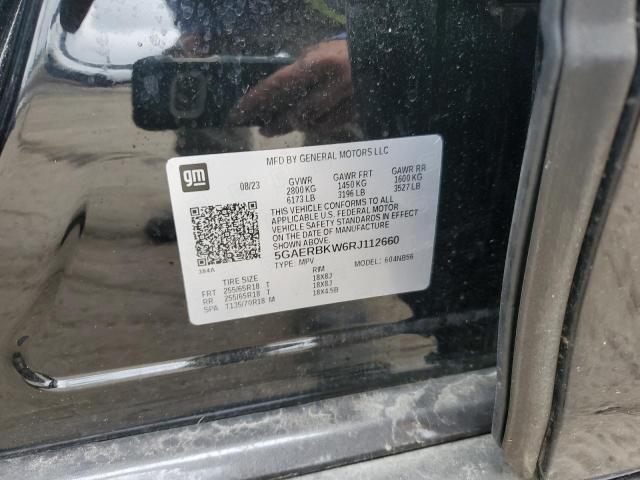 MFD BY GENERAL MOTORS LLC
gm
08/23
GVWR GAWR FRT GAWR RR
2800 KG 1450 KG 1600 KG
6173 LB 3196 LB 3527 LB
THIS VEHICLE CONFORMS TO ALL
APPLICABLE U.S. FEDERAL MOTOR
VEHICLE SAFETY STANDARDS IN EFFECT
ON THE DATE OF MANUFACTURE
SHOWN ABOVE.
5GAERBKW6RJ112660
TYPE: MPV MODEL: 604NB56
384A
TIRE SIZE RIM
FRT 255/65R18 T 18X8J
RR 255/65R18 T 18X8J
SPA T135/70R18 M 18X4.5B